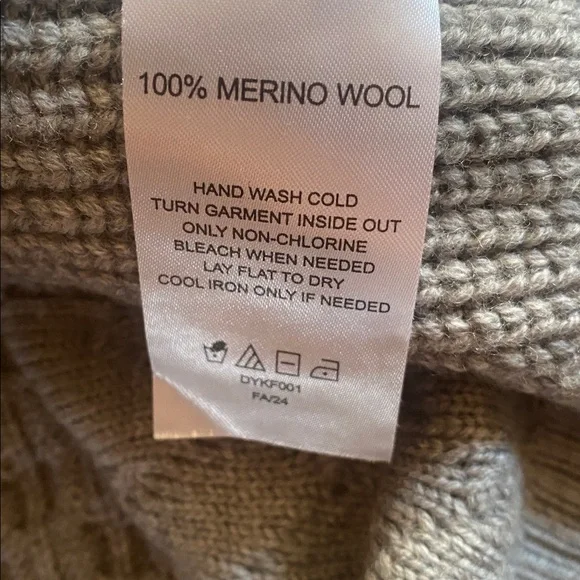 100% MERINO WOOL
HAND WASH COLD
TURN GARMENT INSIDE OUT
ONLY NON-CHLORINE
BLEACH WHEN NEEDED
LAY FLAT TO DRY
COOL IRON ONLY IF NEEDED
DYKF001
FA/24